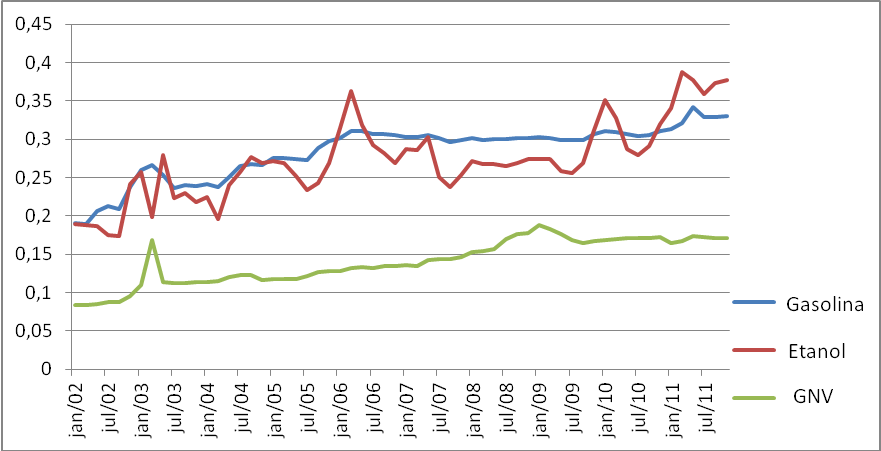 0,45
0,4
0,35
0,3
0,25
0,2
0,15
0,1
0,05
0
jan/02
jul/02
jan/03
jul/03
jan/04
jul/04
jan/05
jul/05
jan/06
jul/06
jan/07
jul/07
jan/08
jul/08
jan/09
jul/09
jan/10
jul/10
jan/11
jul/11
Gasolina
Etanol
GNV